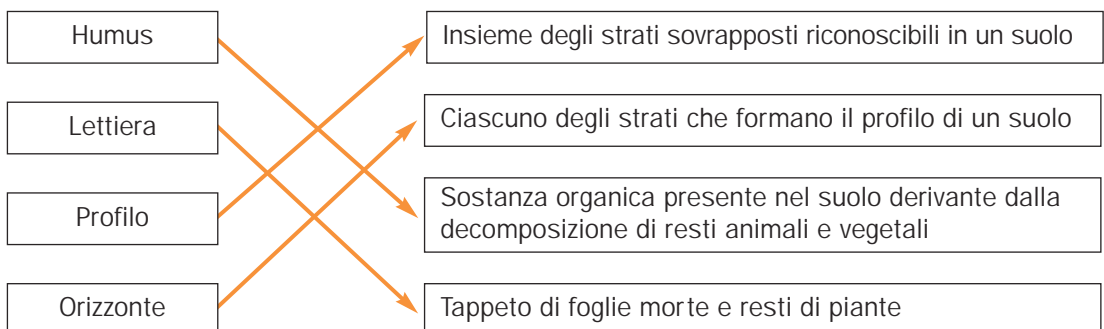 Humus
Insieme degli strati sovrapposti riconoscibili in un suolo
Lettiera
Ciascuno degli strati che formano il profilo di un suolo
Profilo
Sostanza organica presente nel suolo derivante dalla
decomposizione di resti animali e vegetali
Orizzonte
Tappeto di foglie morte e resti di piante